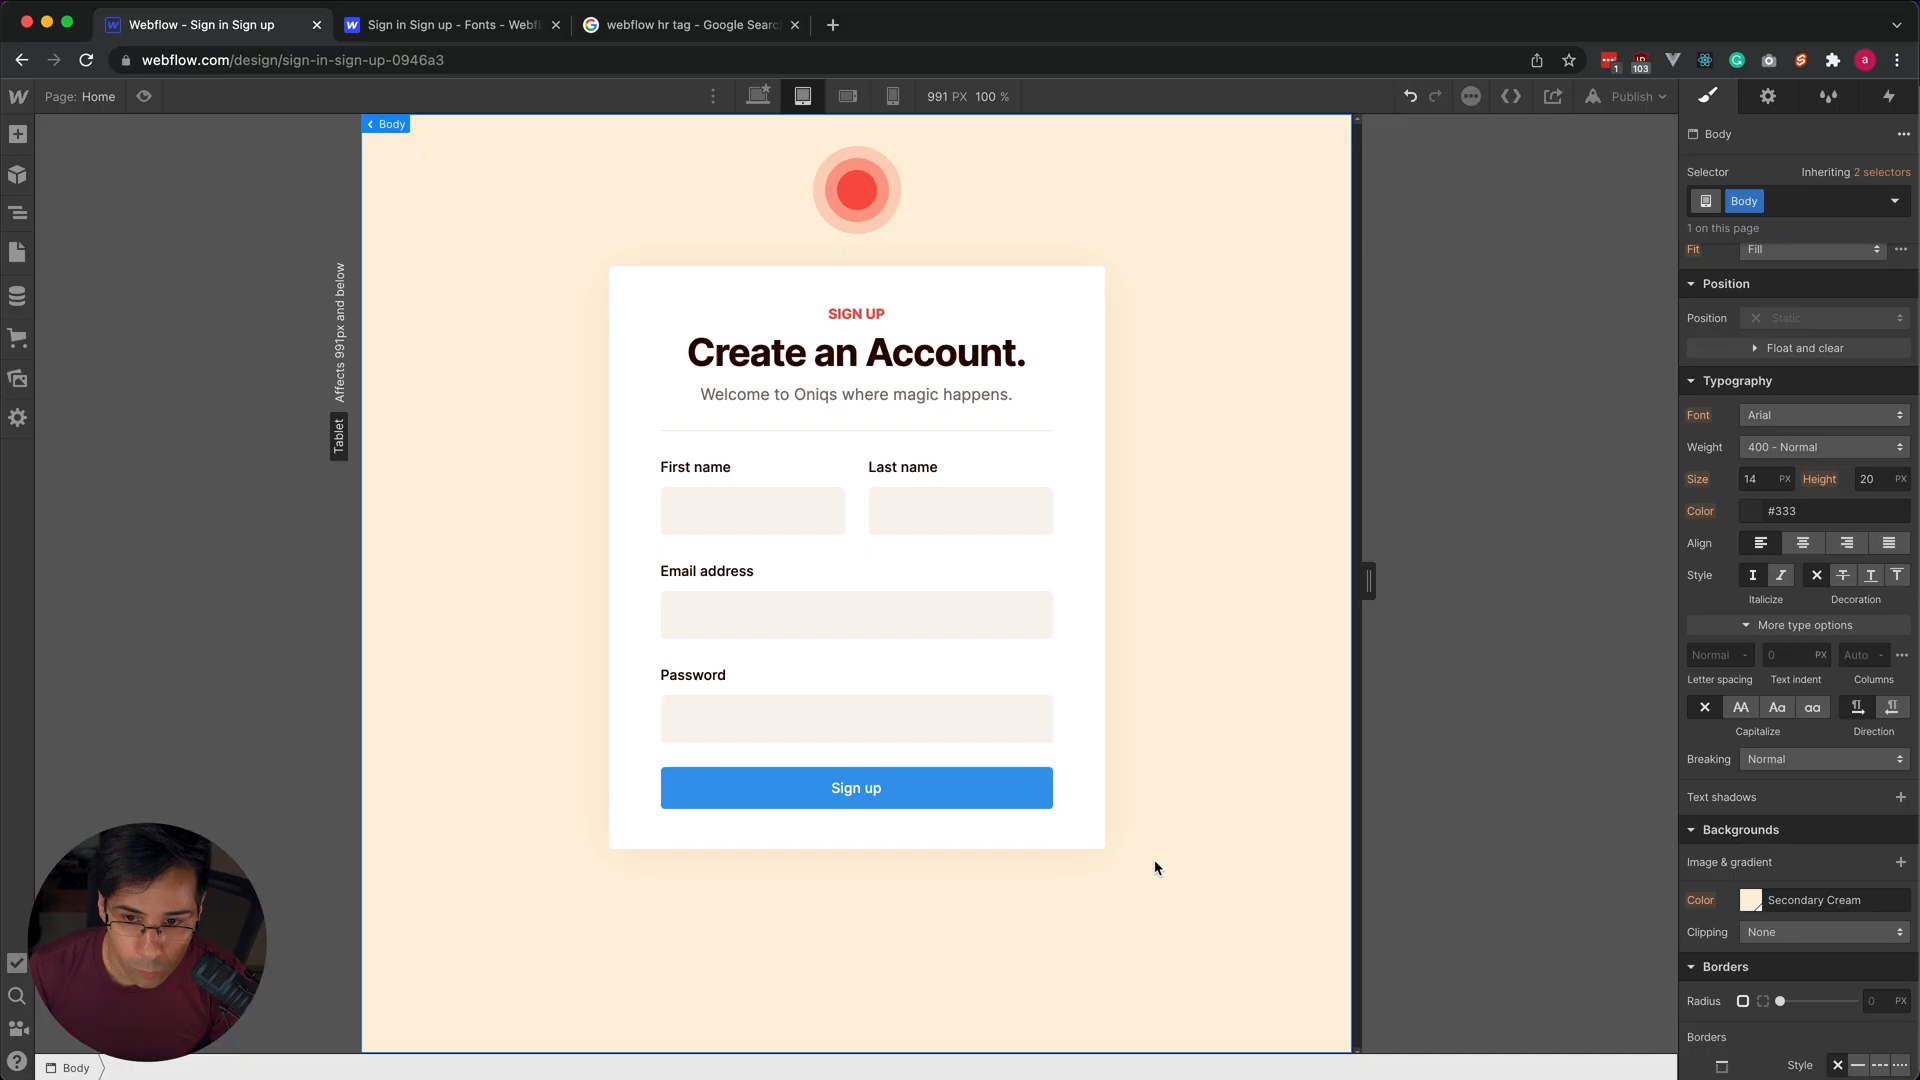 Webflow - Sign in Sign up
Sign in Sign up - Fonts - Webfl
webflow hr tag - Google Searc
webflow.com/design/sign-in-sign-up-0946a3
1
103
a
Page: Home
991 PX 100 %
Publish
Body
Body
Selector
Inheriting 2 selectors
Body
1 on this page
Fit
Fill
Position
Position
Static
Float and clear
Typography
Font
Arial
Weight
400 - Normal
Size
14 PX
Height
20 PX
Color
#333
Align
Style
Italicize
Decoration
More type options
Normal -
0 PX
Auto -
Letter spacing
Text indent
Columns
AA
Aa
aa
Capitalize
Direction
Breaking
Normal
Text shadows
Backgrounds
Image & gradient
Color
Secondary Cream
Clipping
None
Borders
Radius
0 PX
Borders
Style
Affects 991px and below
Tablet
SIGN UP
Create an Account.
Welcome to Oniqs where magic happens.
First name
Last name
Email address
Password
Sign up
Body